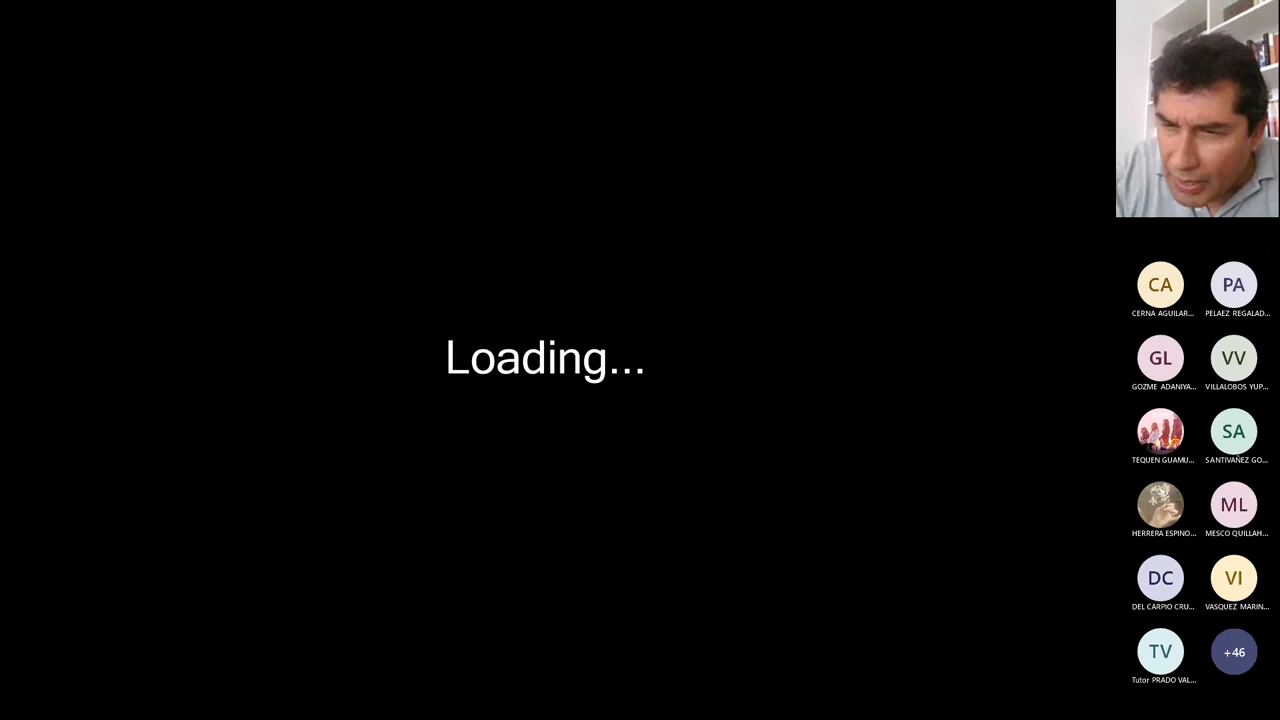 Loading...
CA
PA
CERNA AGUILAR...
PELAEZ REGALAD...
GL
VV
GOZME ADANIYA...
VILLALOBOS YUP...
SA
TEQUEN GUAMU...
SANTIVAÑEZ GO...
ML
HERRERA ESPINO...
MESCO QUILLAH...
DC
VI
DEL CARPIO CRU...
VASQUEZ MARIN...
TV
+46
Tutor PRADO VAL...